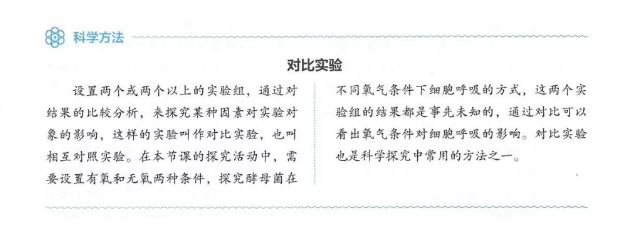 科学方法
对比实验
设置两个或两个以上的实验组，通过对
结果的比较分析，来探究某种因素对实验对
象的影响，这样的实验叫作对比实验，也叫
相互对照实验。在本节课的探究活动中，需
要设置有氧和无氧两种条件，探究酵母菌在
不同氧气条件下细胞呼吸的方式，这两个实
验组的结果都是事先未知的，通过对比可以
看出氧气条件对细胞呼吸的影响。对比实验
也是科学探究中常用的方法之一。